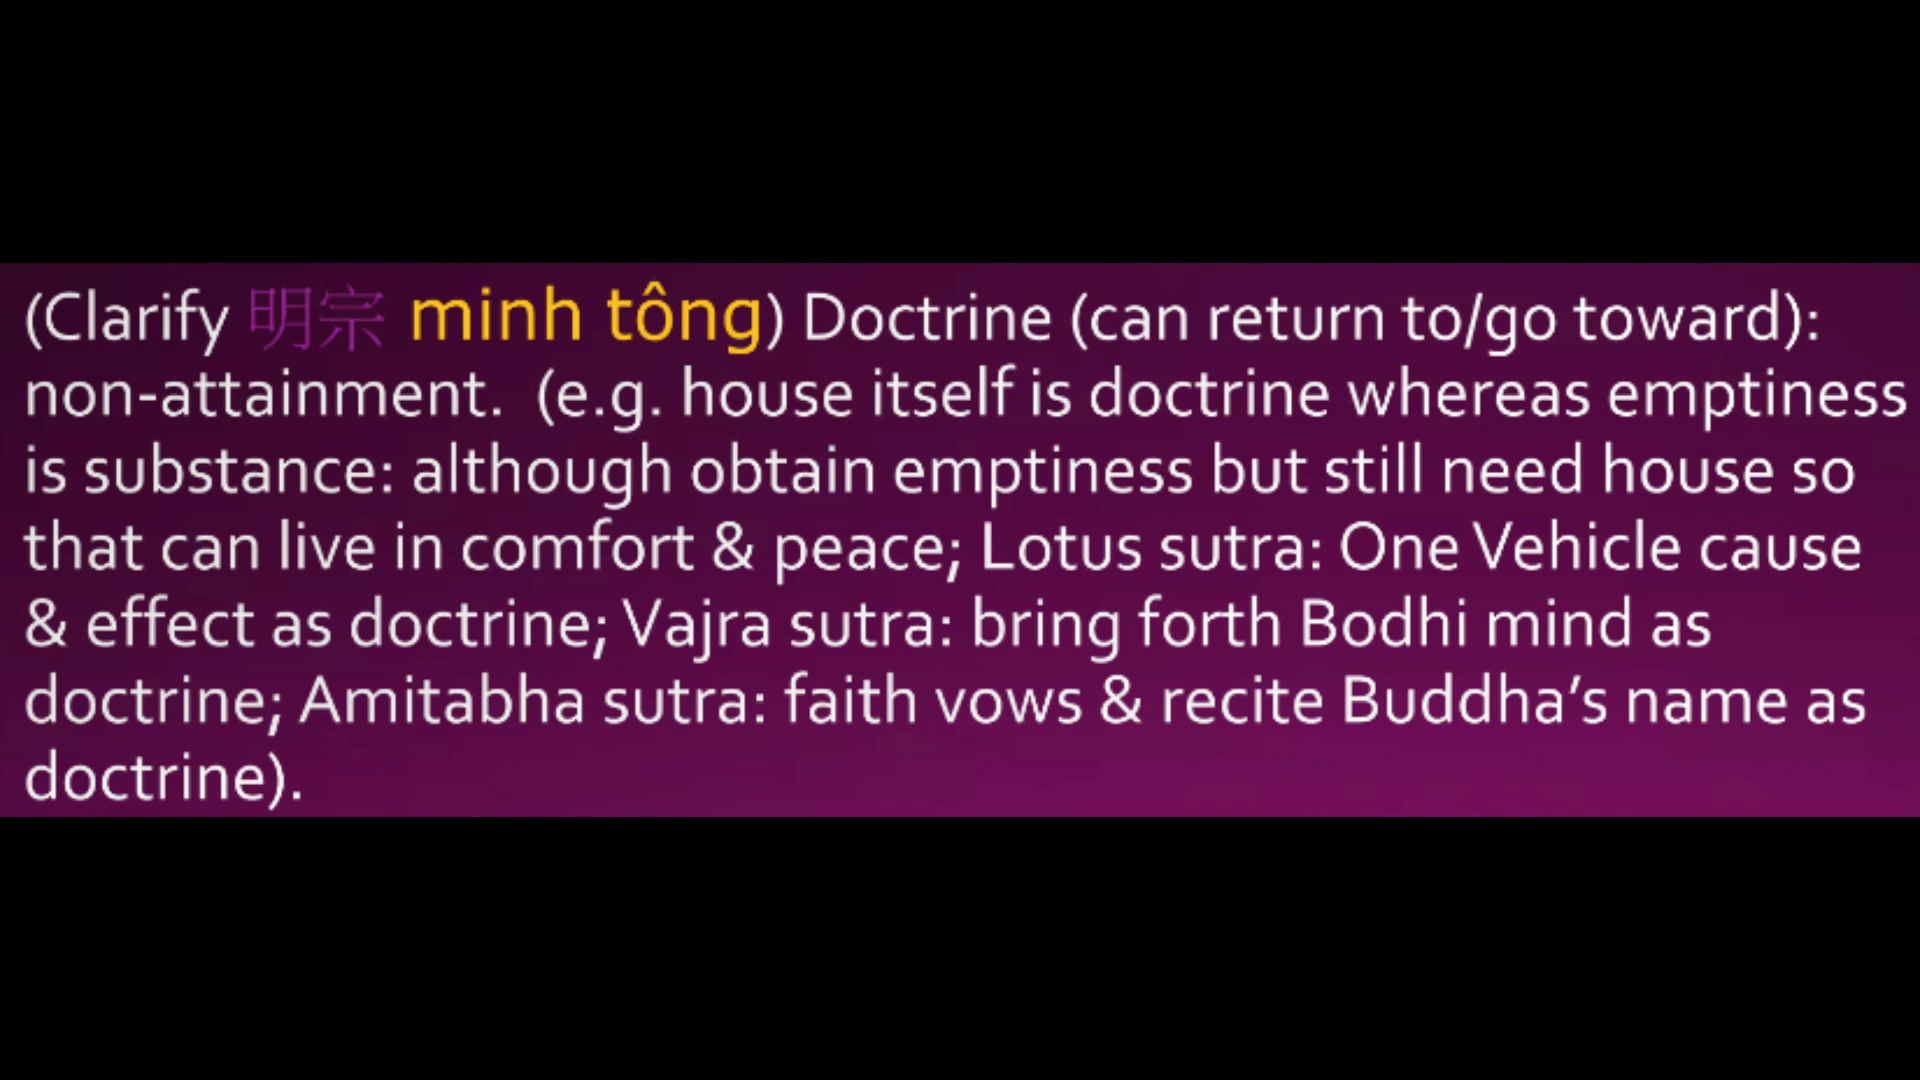 (Clarify 明宗 minh tông) Doctrine (can return to/go toward):
non-attainment. (e.g. house itself is doctrine whereas emptiness
is substance: although obtain emptiness but still need house so
that can live in comfort & peace; Lotus sutra: One Vehicle cause
& effect as doctrine; Vajra sutra: bring forth Bodhi mind as
doctrine; Amitabha sutra: faith vows & recite Buddha’s name as
doctrine).